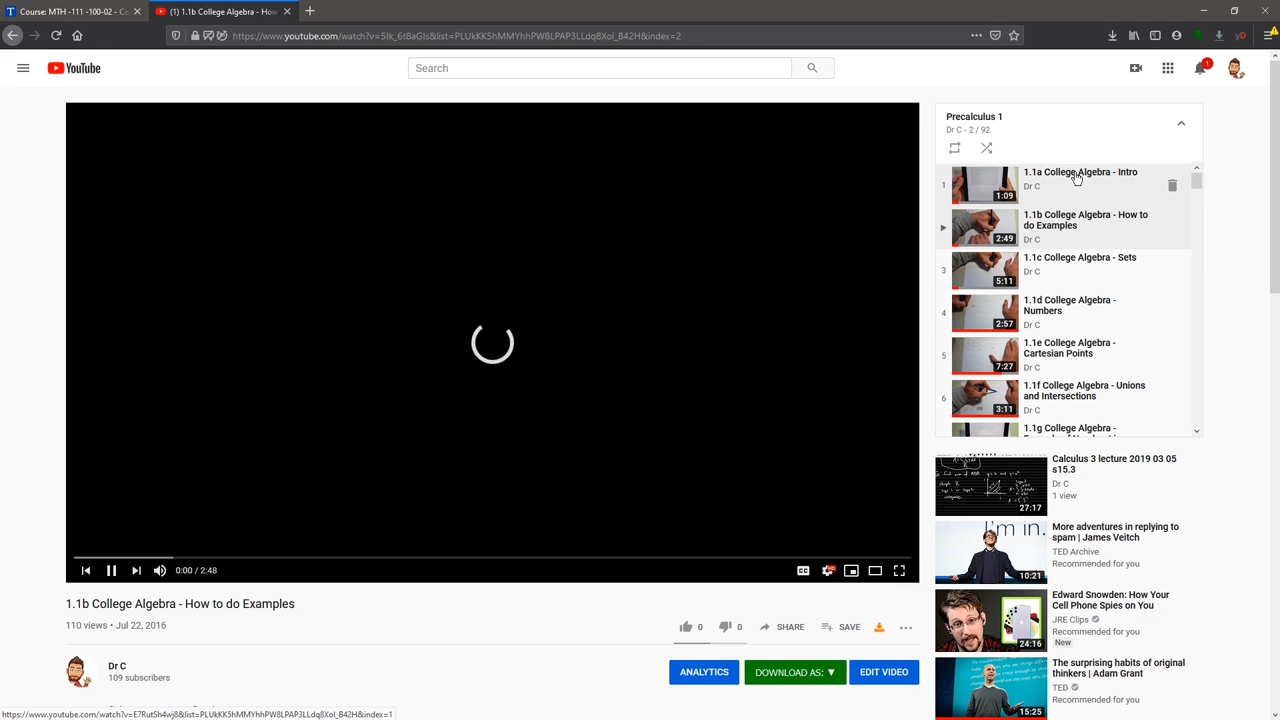 Course: MTH -111 -100-02 - Co
(1) 1.1b College Algebra - How
https://www.youtube.com/watch?v=5Ik_6t8aGIs&list=PLUkKK5hMMYhhPW8LPAP3LLdq8XoI_B42H&index=2
YouTube
Search
1
Precalculus 1
Dr C - 2 / 92
1
1:09
1.1a College Algebra - Intro
Dr C
2:49
1.1b College Algebra - How to
do Examples
Dr C
3
5:11
1.1c College Algebra - Sets
Dr C
4
2:57
1.1d College Algebra -
Numbers
Dr C
5
7:27
1.1e College Algebra -
Cartesian Points
Dr C
6
3:11
1.1f College Algebra - Unions
and Intersections
Dr C
1.1g College Algebra -
27:17
Calculus 3 lecture 2019 03 05
s15.3
Dr C
1 view
I'm in.
10:21
More adventures in replying to
spam | James Veitch
TED Archive
Recommended for you
24:16
Edward Snowden: How Your
Cell Phone Spies on You
JRE Clips
Recommended for you
New
15:25
The surprising habits of original
thinkers | Adam Grant
TED
Recommended for you
0:00 / 2:48
1.1b College Algebra - How to do Examples
110 views • Jul 22, 2016
0
0
SHARE
SAVE
Dr C
109 subscribers
ANALYTICS
DOWNLOAD AS: ▼
EDIT VIDEO
https://www.youtube.com/watch?v=E7RutSh4wj8&list=PLUkKK5hMMYhhPW8LPAP3LLdq8XoI_B42H&index=1